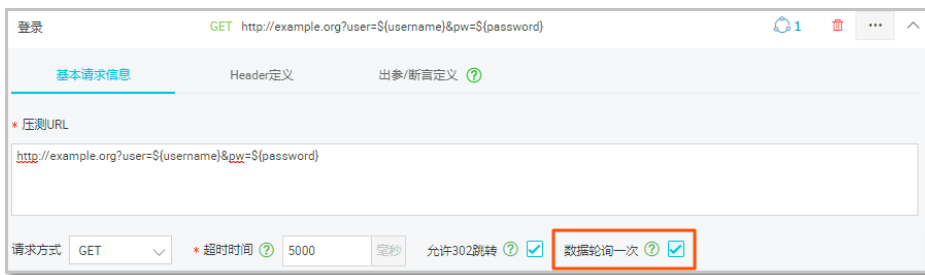 登录 GET http://example.org?user=${username}&pw=${password} 1 ···
基本请求信息 Header定义 出参/断言定义 ?
* 压测URL
http://example.org?user=${username}&pw=${password}
请求方式 GET * 超时时间 ? 5000 毫秒 允许302跳转 ? 数据轮询一次 ?